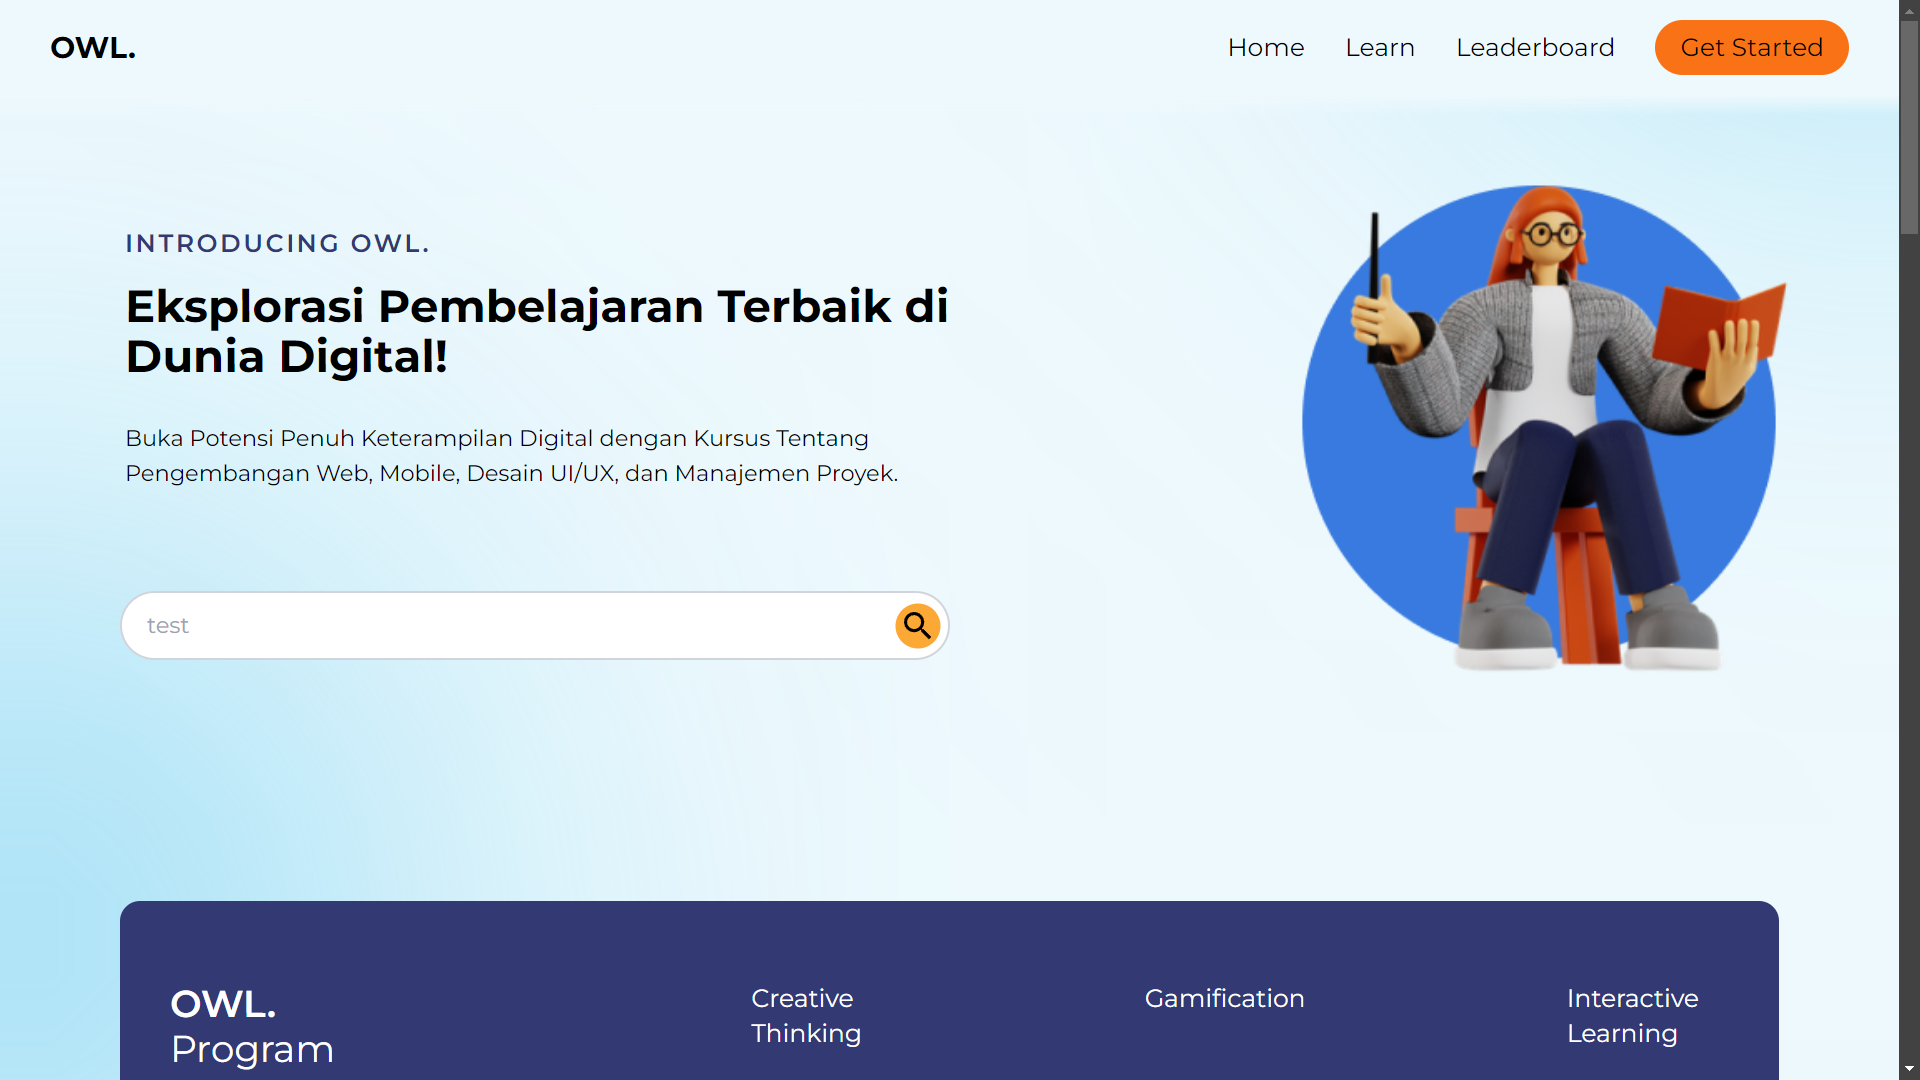 OWL.
Home
Learn
Leaderboard
Get Started
INTRODUCING OWL.
Eksplorasi Pembelajaran Terbaik di
Dunia Digital!
Buka Potensi Penuh Keterampilan Digital dengan Kursus Tentang
Pengembangan Web, Mobile, Desain UI/UX, dan Manajemen Proyek.
test
OWL.
Program
Creative
Thinking
Gamification
Interactive
Learning